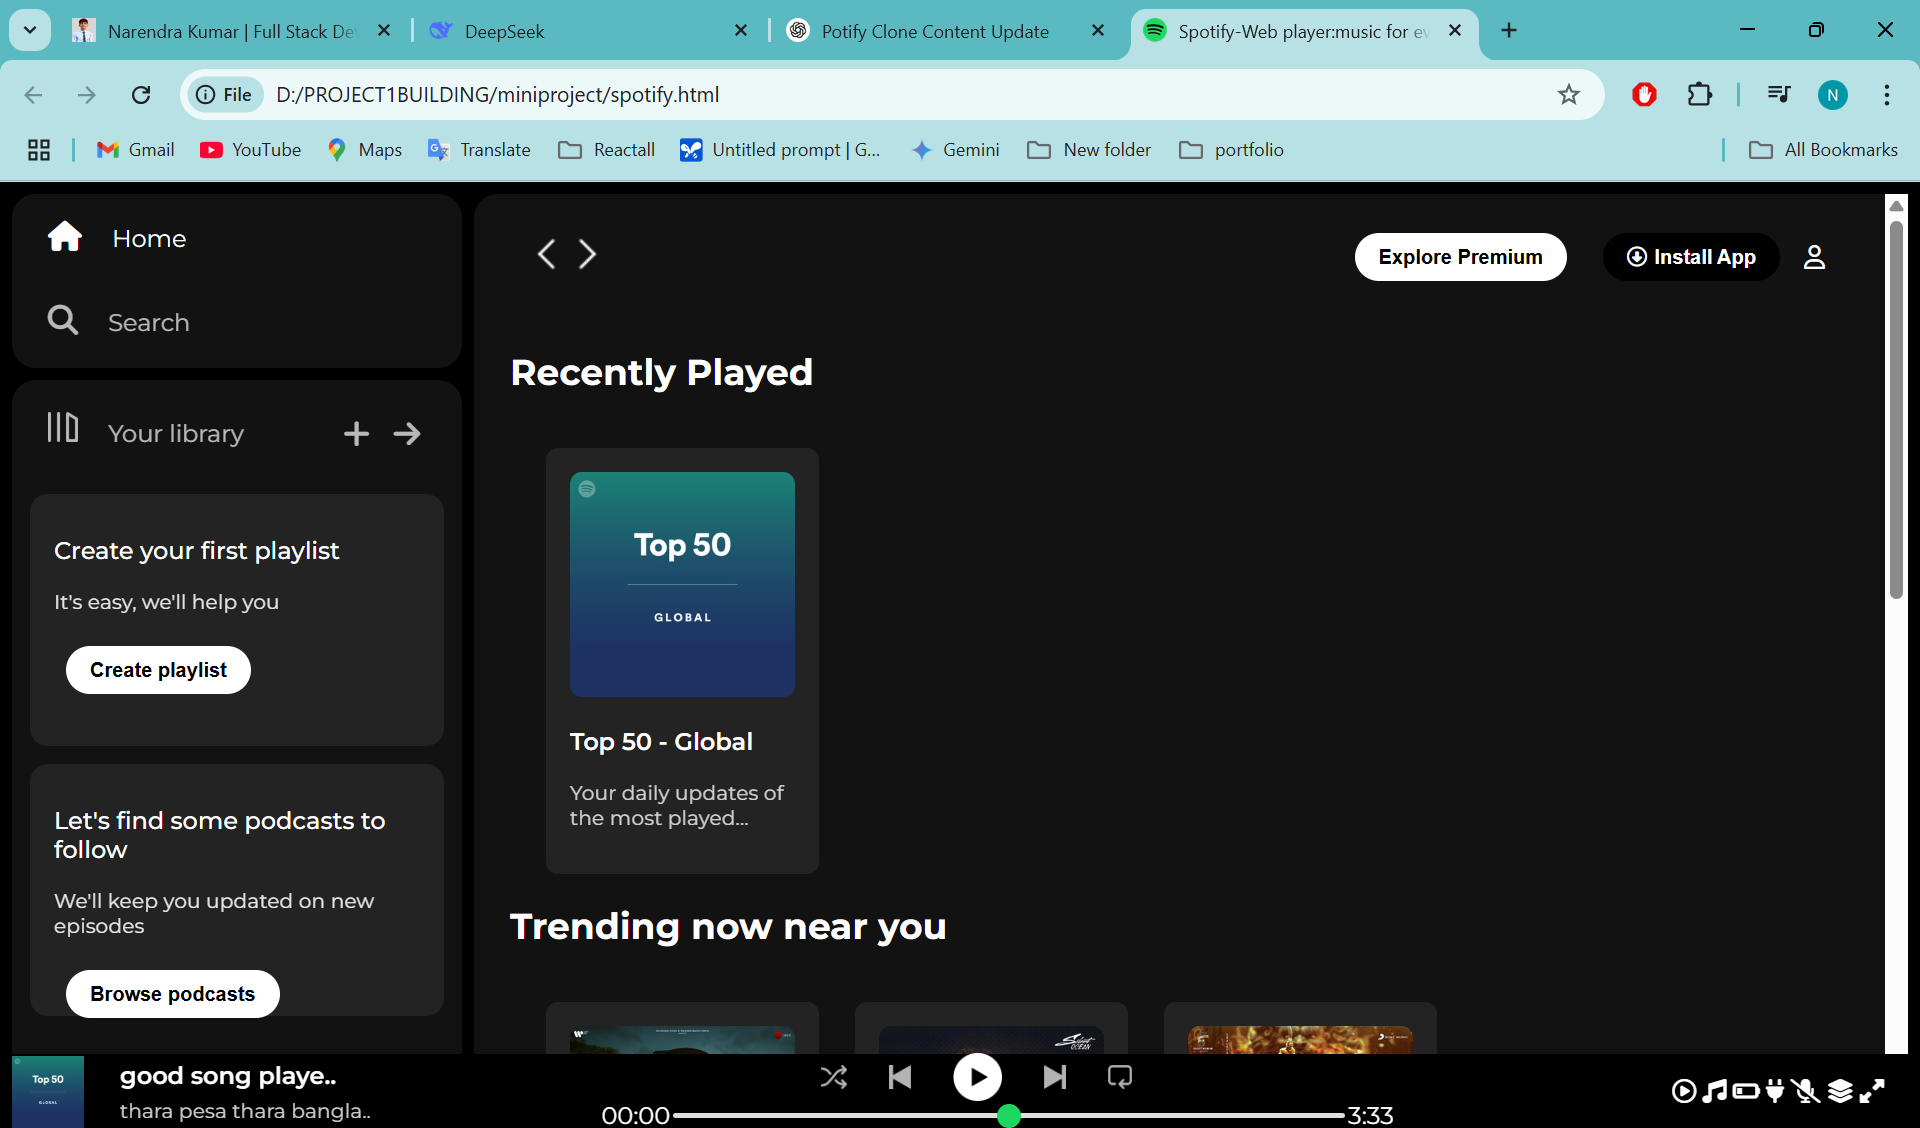 Narendra Kumar | Full Stack De
DeepSeek
Potify Clone Content Update
Spotify-Web player:music for ev
File
D:/PROJECT1BUILDING/miniproject/spotify.html
N
Gmail
YouTube
Maps
Translate
Reactall
Untitled prompt | G...
Gemini
New folder
portfolio
All Bookmarks
Home
Search
Your library
Create your first playlist
It's easy, we'll help you
Create playlist
Let's find some podcasts to
follow
We'll keep you updated on new
episodes
Browse podcasts
Explore Premium
Install App
Recently Played
Top 50
GLOBAL
Top 50 - Global
Your daily updates of
the most played...
Trending now near you
Silent
OCEAN
Top 50
GLOBAL
good song playe..
thara pesa thara bangla..
00:00
3:33